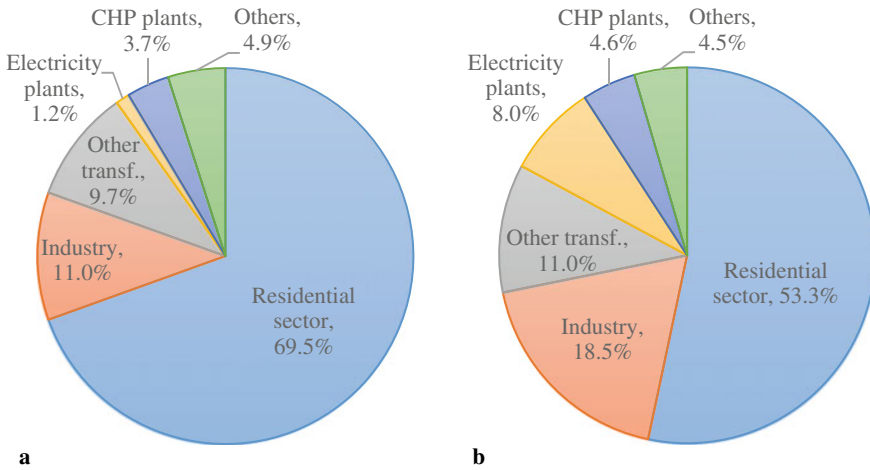 CHP plants,
3.7%
Others,
4.9%
Electricity
plants,
1.2%
Other
transf.,
9.7%
Industry,
11.0%
Residential
sector,
69.5%
a
CHP plants,
4.6%
Others,
4.5%
Electricity
plants,
8.0%
Other transf.,
11.0%
Industry,
18.5%
Residential
sector, 53.3%
b